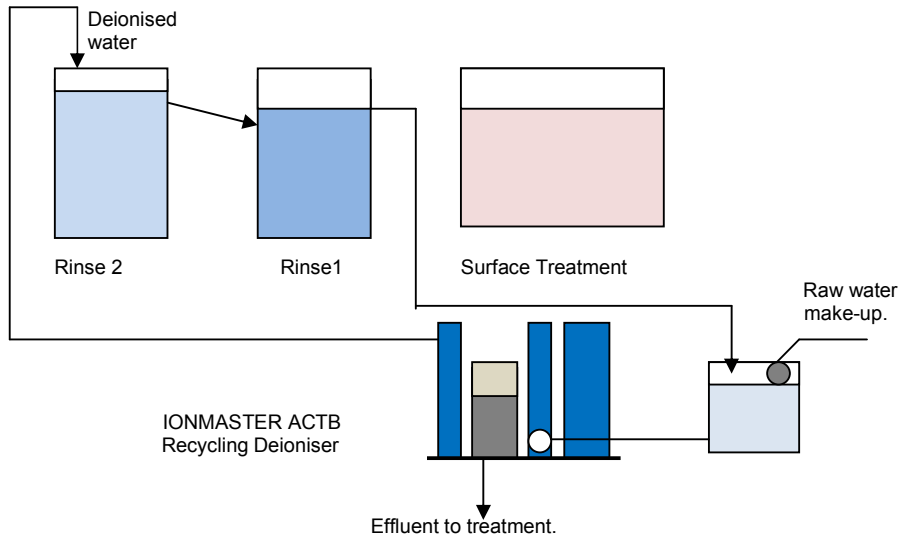 Deionised
water
Rinse 2
Rinse1
Surface Treatment
Raw water
make-up.
IONMASTER ACTB
Recycling Deioniser
Effluent to treatment.